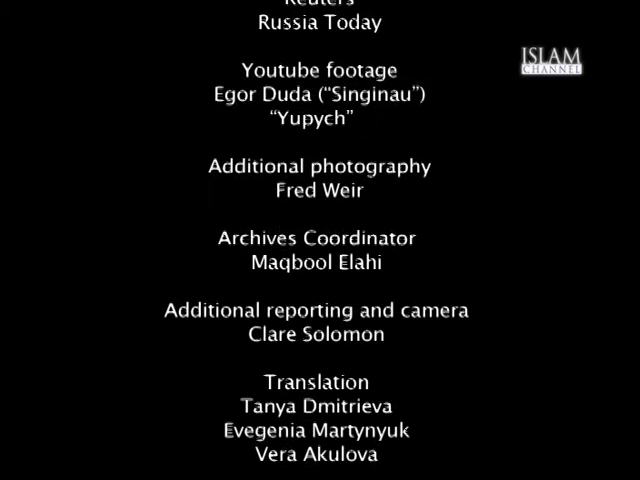 Reuters
Russia Today
ISLAM
CHANNEL
Youtube footage
Egor Duda (“Singinau”)
“Yupych”
Additional photography
Fred Weir
Archives Coordinator
Maqbool Elahi
Additional reporting and camera
Clare Solomon
Translation
Tanya Dmitrieva
Evegenia Martynyuk
Vera Akulova